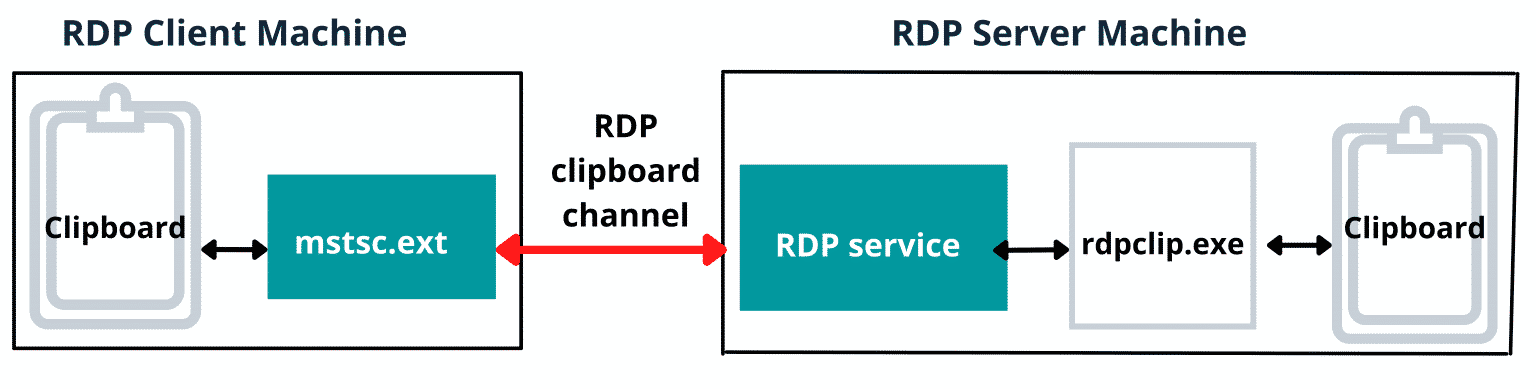 RDP Client Machine
RDP Server Machine
RDP
clipboard
channel
Clipboard
mstsc.ext
RDP service
rdpclip.exe
Clipboard